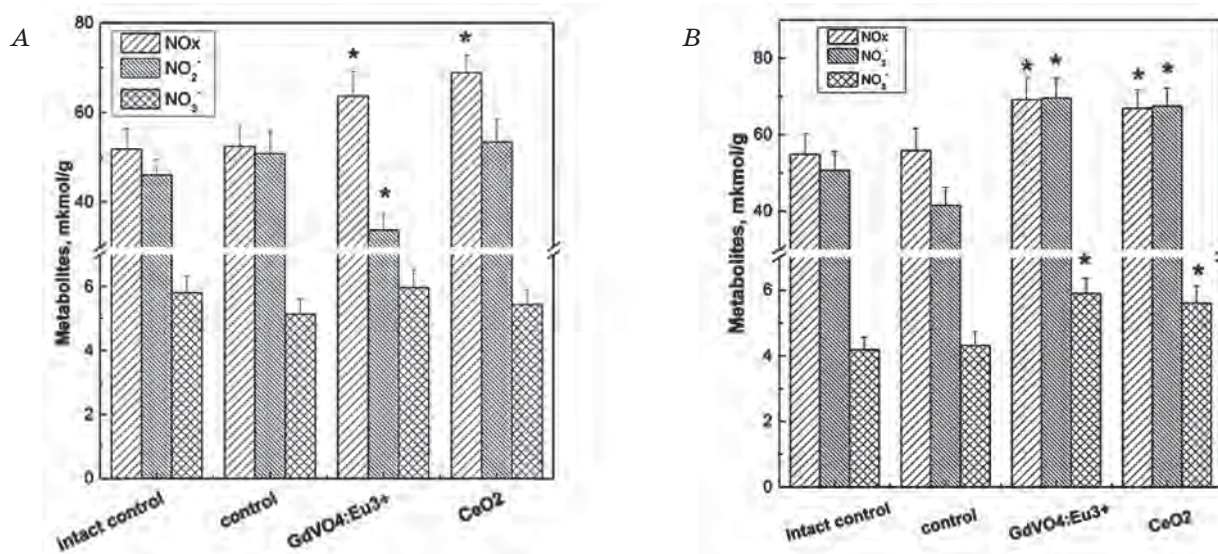 A
80
60
40
6
4
2
0
Metabolites, mkmol/g
NOx
NO2-
NO3-
*
*
*
intact control
control
GdVO4:Eu3+
CeO2
B
80
60
40
6
4
2
0
Metabolites, mkmol/g
NOx
NO2-
NO3-
* *
* *
*
*
intact control
control
GdVO4:Eu3+
CeO2